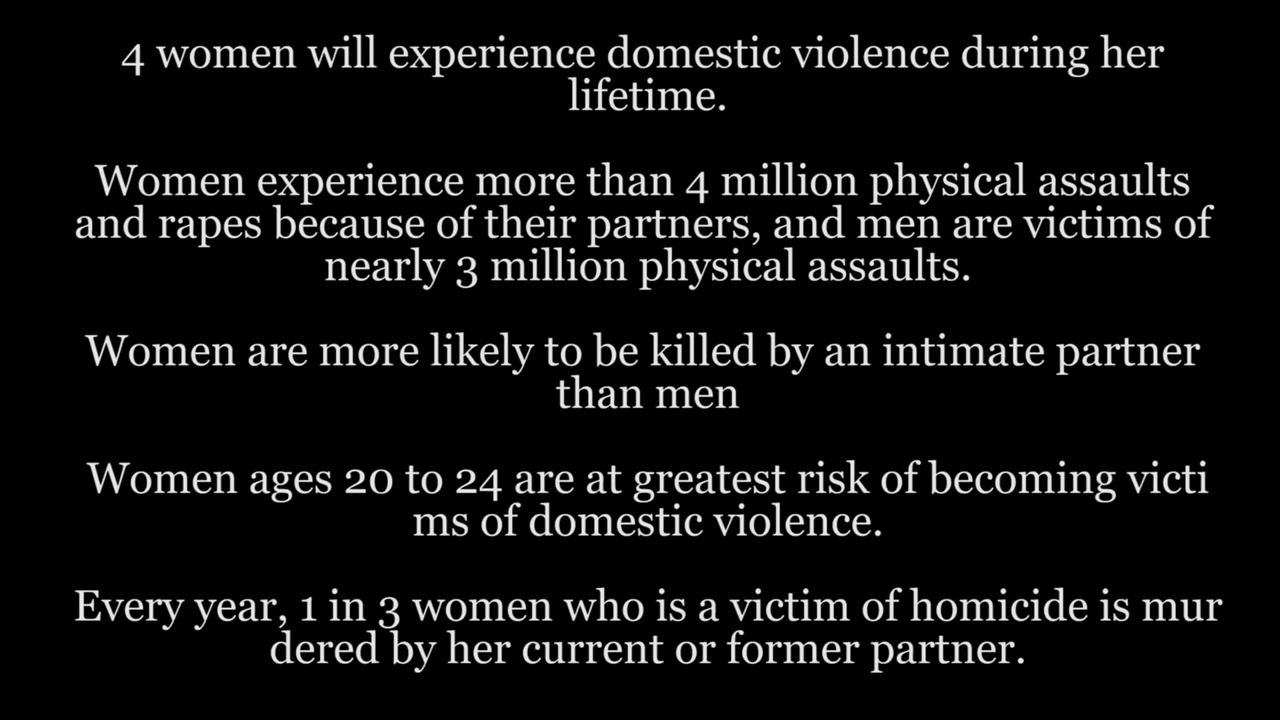 4 women will experience domestic violence during her
lifetime.
Women experience more than 4 million physical assaults
and rapes because of their partners, and men are victims of
nearly 3 million physical assaults.
Women are more likely to be killed by an intimate partner
than men
Women ages 20 to 24 are at greatest risk of becoming victi
ms of domestic violence.
Every year, 1 in 3 women who is a victim of homicide is mur
dered by her current or former partner.